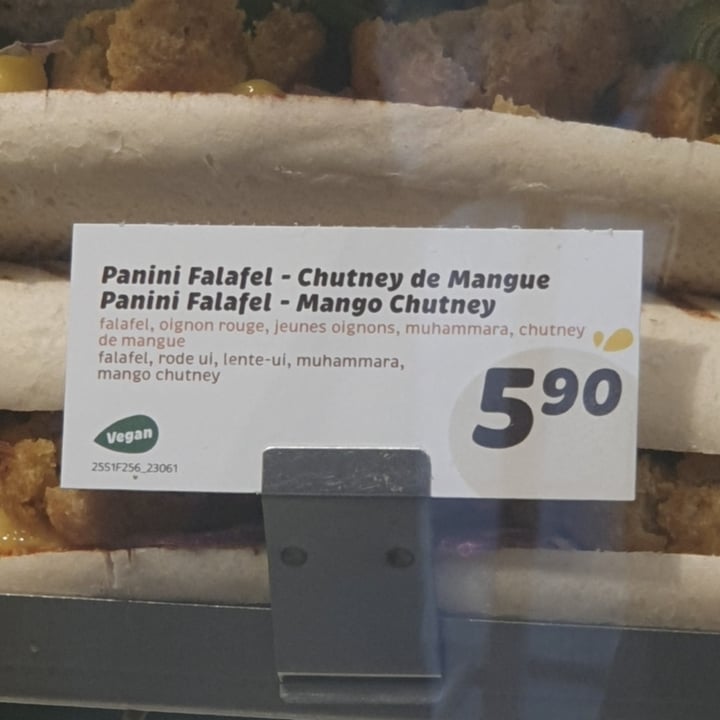 Panini Falafel - Chutney de Mangue
Panini Falafel - Mango Chutney
falafel, oignon rouge, jeunes oignons, muhammara, chutney
de mangue
falafel, rode ui, lente-ui, muhammara,
mango chutney
5⁹⁰
Vegan
25S1F256_23061